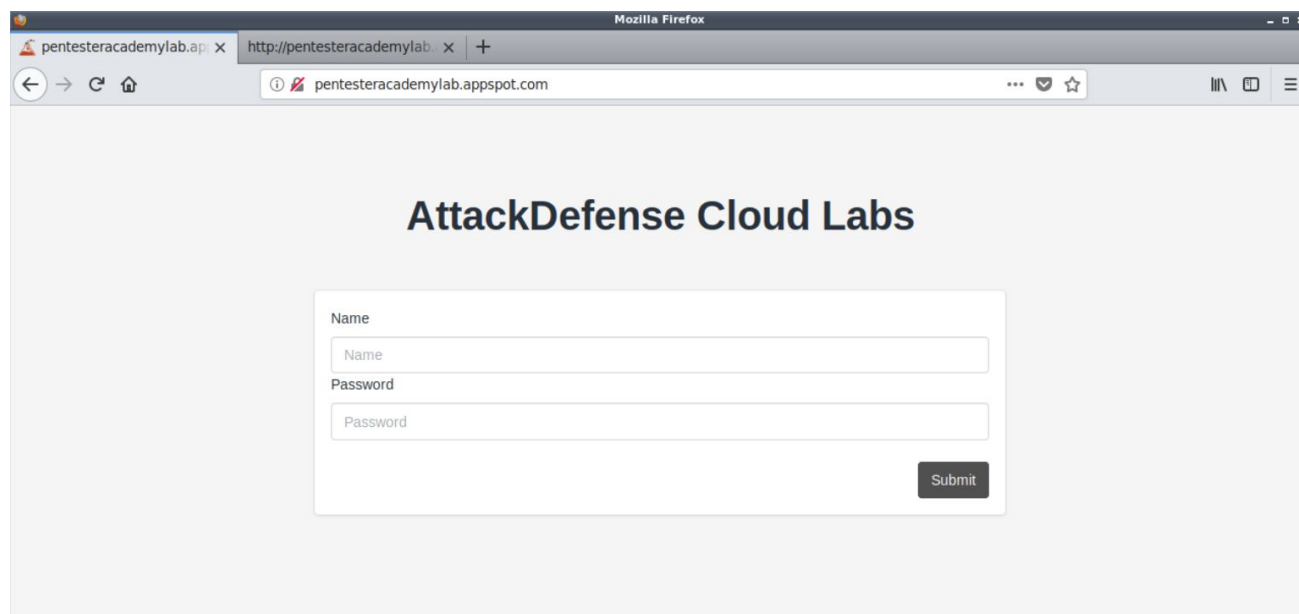 Mozilla Firefox
pentesteracademylab.ap
http://pentesteracademylab.
pentesteracademylab.appspot.com
AttackDefense Cloud Labs
Name
Name
Password
Password
Submit